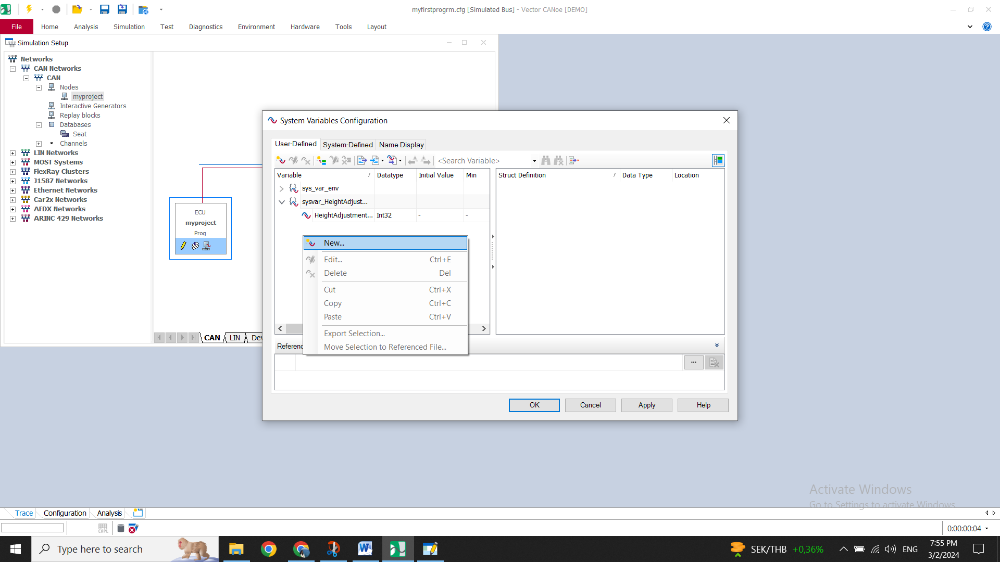 myfirstprogrm.cfg [Simulated Bus] - Vector CANoe [DEMO]
File Home Analysis Simulation Test Diagnostics Environment Hardware Tools Layout
Simulation Setup
Networks
CAN Networks
CAN
Nodes
myproject
Interactive Generators
Replay blocks
Databases
Seat
Channels
LIN Networks
MOST Systems
FlexRay Clusters
J1587 Networks
Ethernet Networks
Car2x Networks
AFDX Networks
ARINC 429 Networks
ECU
myproject
Prog
CAN LIN Dev
System Variables Configuration
User-Defined System-Defined Name Display
<Search Variable>
Variable Datatype Initial Value Min
sys_var_env
sysvar_HeightAdjust...
HeightAdjustment... Int32 - -
Struct Definition Data Type Location
New...
Edit... Ctrl+E
Delete Del
Cut Ctrl+X
Copy Ctrl+C
Paste Ctrl+V
Export Selection...
Move Selection to Referenced File...
Referenc
...
OK Cancel Apply Help
Activate Windows
Go to Settings to activate Windows.
Trace Configuration Analysis
CAPL
0:00:00:04
Type here to search
SEK/THB +0,36%
ENG
7:55 PM
3/2/2024